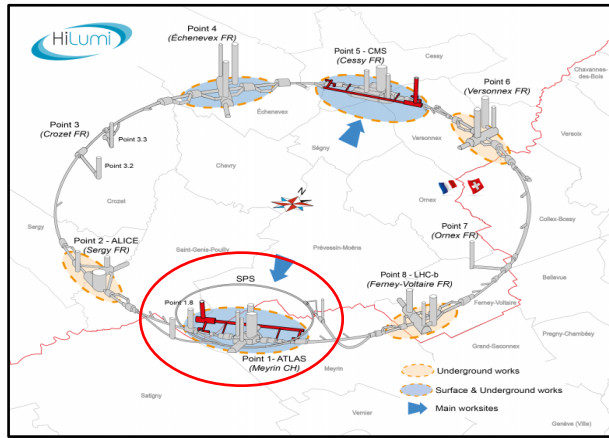 HiLumi
Point 4
(Échenevex FR)
Point 5 - CMS
(Cessy FR)
Cessy
Chavannes-
des-Bois
Point 6
(Versonnex FR)
Échenevex
Point 3
(Crozet FR)
Point 3.3
Point 3.2
Versonnex
Versoix
Ségny
Chevry
N
Ornex
Crozet
Collex-Bossy
Point 7
(Ornex FR)
Sergy
Point 2 - ALICE
(Sergy FR)
Saint-Genis-Pouilly
Prévessin-Moëns
Bellevue
SPS
Point 8 - LHC-b
(Ferney-Voltaire FR)
Point 1.8
Ferney-Voltaire
Pregny-Chambésy
Grand-Saconnex
Point 1- ATLAS
(Meyrin CH)
Meyrin
Underground works
Surface & Underground works
Main worksites
Satigny
Vernier
Genève (Ville)